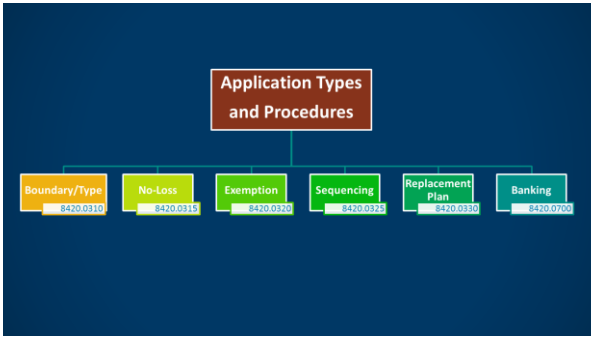 Application Types
and Procedures
Boundary/Type
8420.0310
No-Loss
8420.0315
Exemption
8420.0320
Sequencing
8420.0325
Replacement
Plan
8420.0330
Banking
8420.0700